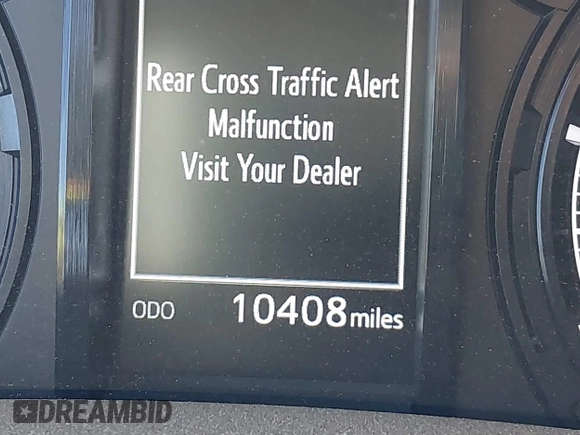 Rear Cross Traffic Alert
Malfunction
Visit Your Dealer
ODO 10408 miles
DREAMBID